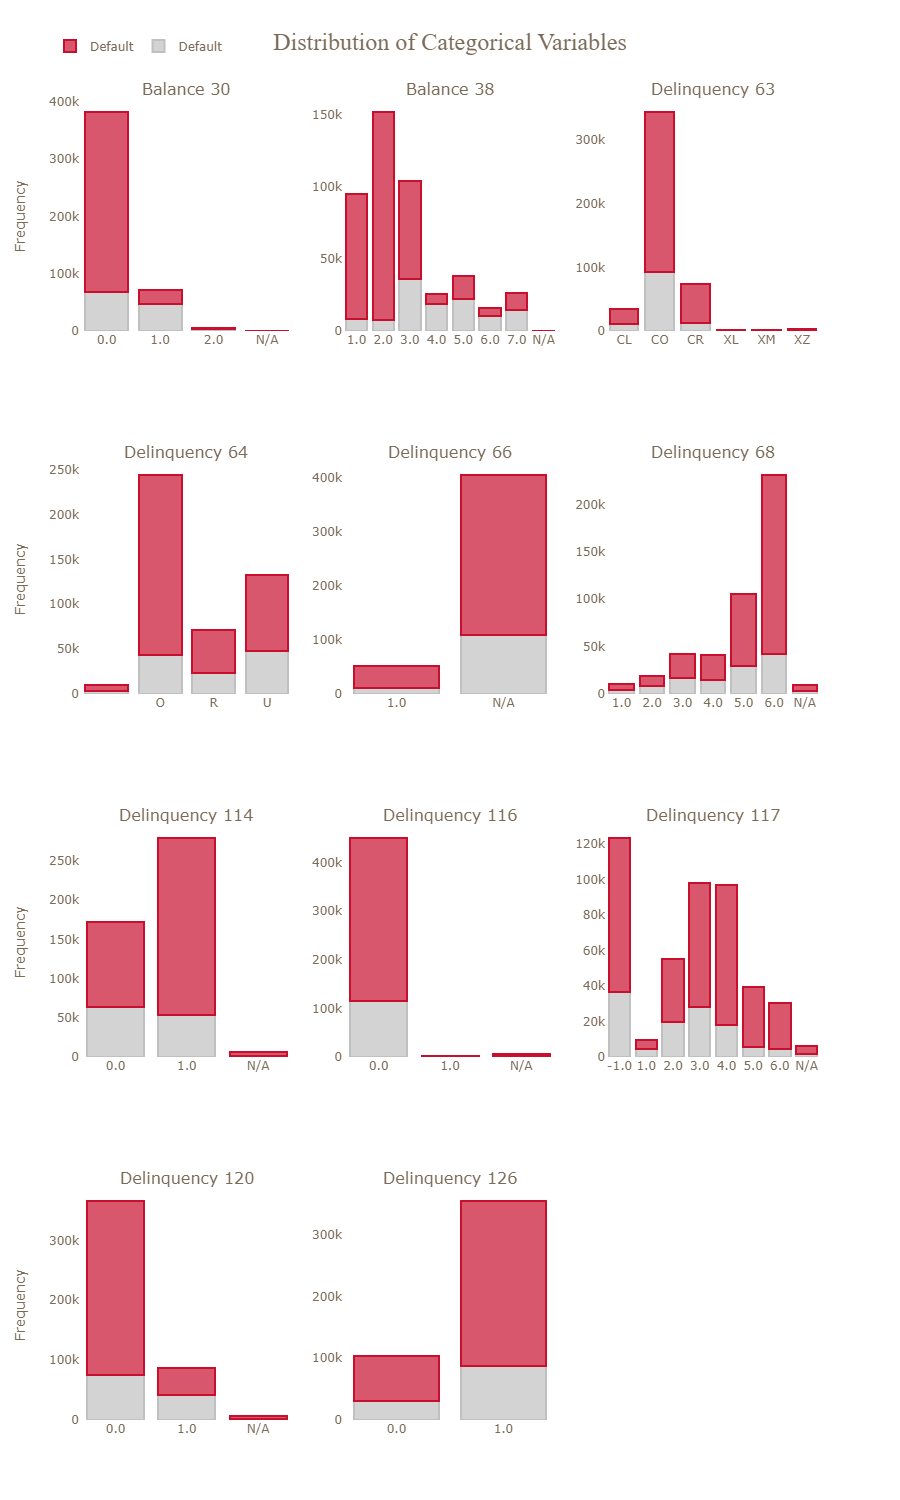 Distribution of Categorical Variables
Default Default
Balance 30
Frequency
400k
300k
200k
100k
0
0.0 1.0 2.0 N/A
Balance 38
150k
100k
50k
0
1.0 2.0 3.0 4.0 5.0 6.0 7.0 N/A
Delinquency 63
300k
200k
100k
0
CL CO CR XL XM XZ
Delinquency 64
Frequency
250k
200k
150k
100k
50k
0
O R U
Delinquency 66
400k
300k
200k
100k
0
1.0 N/A
Delinquency 68
200k
150k
100k
50k
0
1.0 2.0 3.0 4.0 5.0 6.0 N/A
Delinquency 114
Frequency
250k
200k
150k
100k
50k
0
0.0 1.0 N/A
Delinquency 116
400k
300k
200k
100k
0
0.0 1.0 N/A
Delinquency 117
120k
100k
80k
60k
40k
20k
0
-1.0 1.0 2.0 3.0 4.0 5.0 6.0 N/A
Delinquency 120
Frequency
300k
200k
100k
0
0.0 1.0 N/A
Delinquency 126
300k
200k
100k
0
0.0 1.0